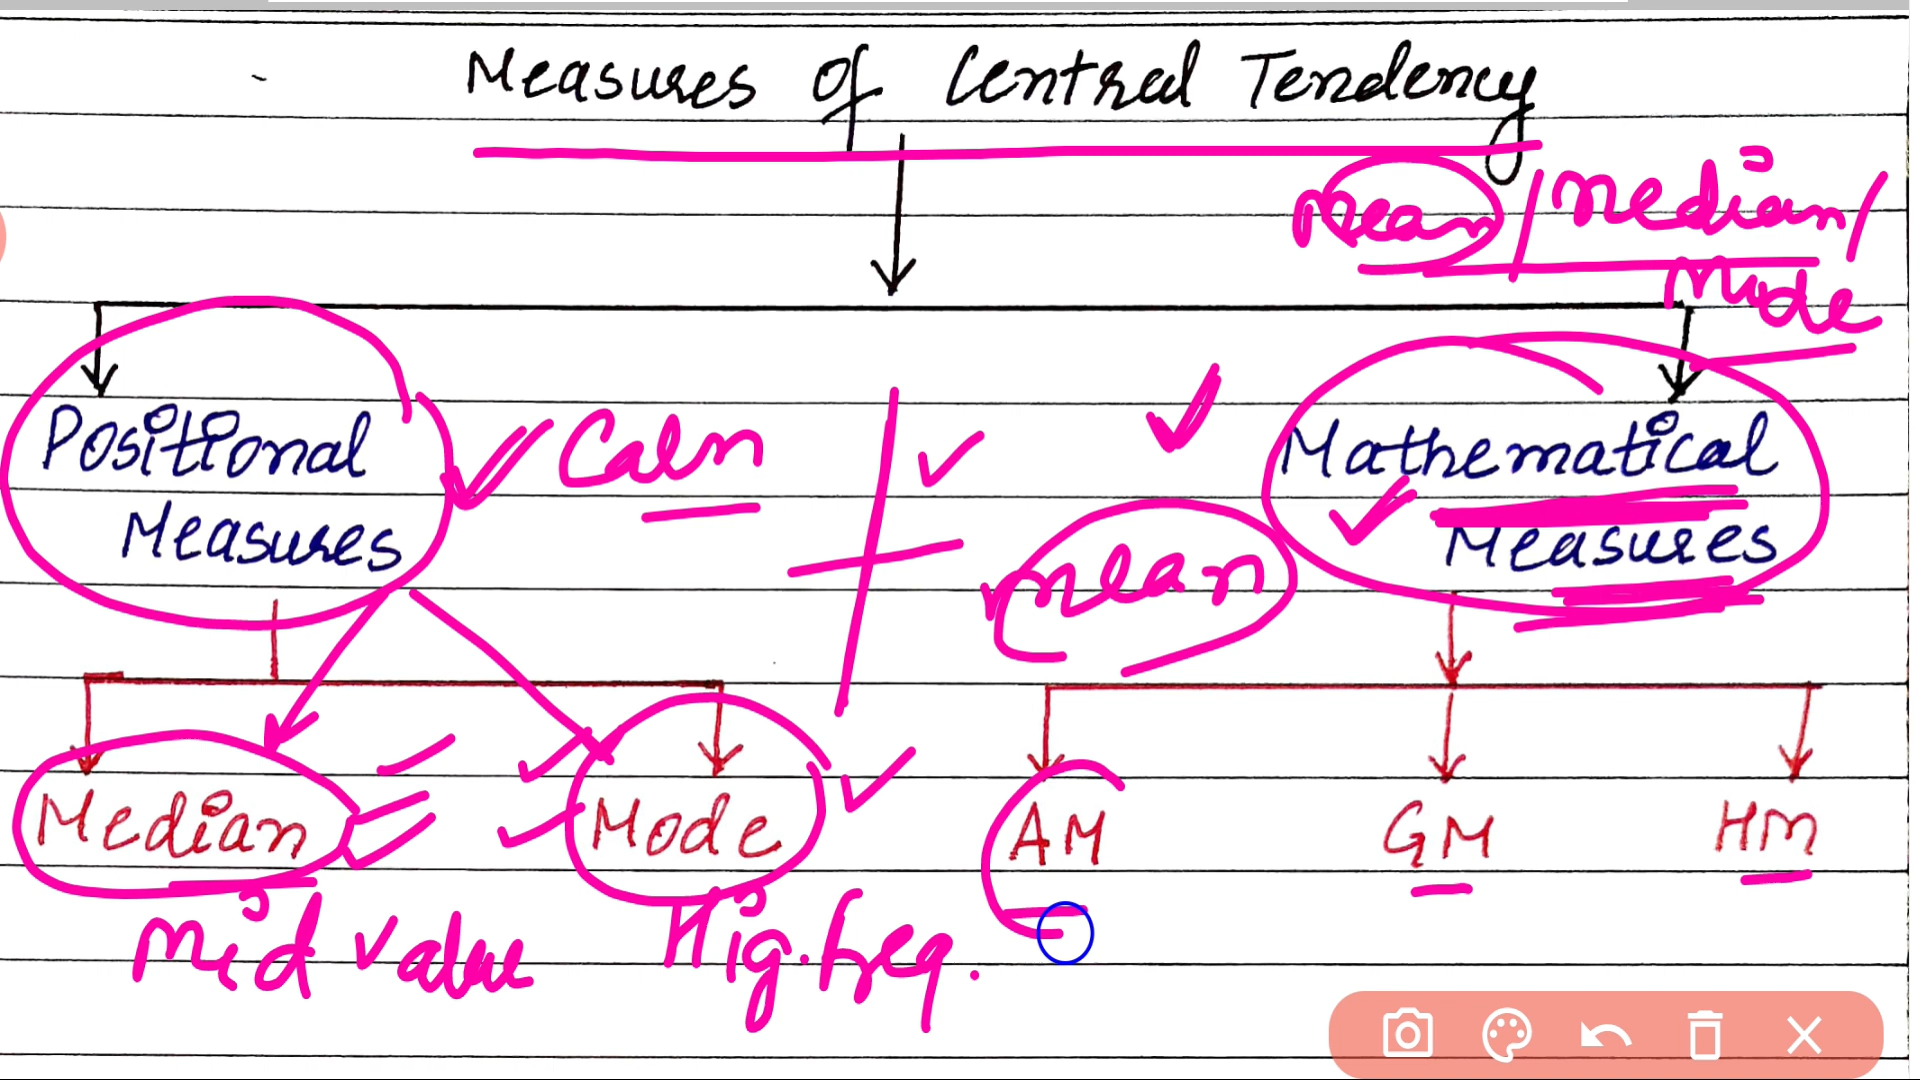 Measures of Central Tendency
Mean / Median /
Mode
Positional
Measures
Caln
Mathematical
Measures
mean
Median
Mode
AM
GM
HM
Mid value
Hig. freq.